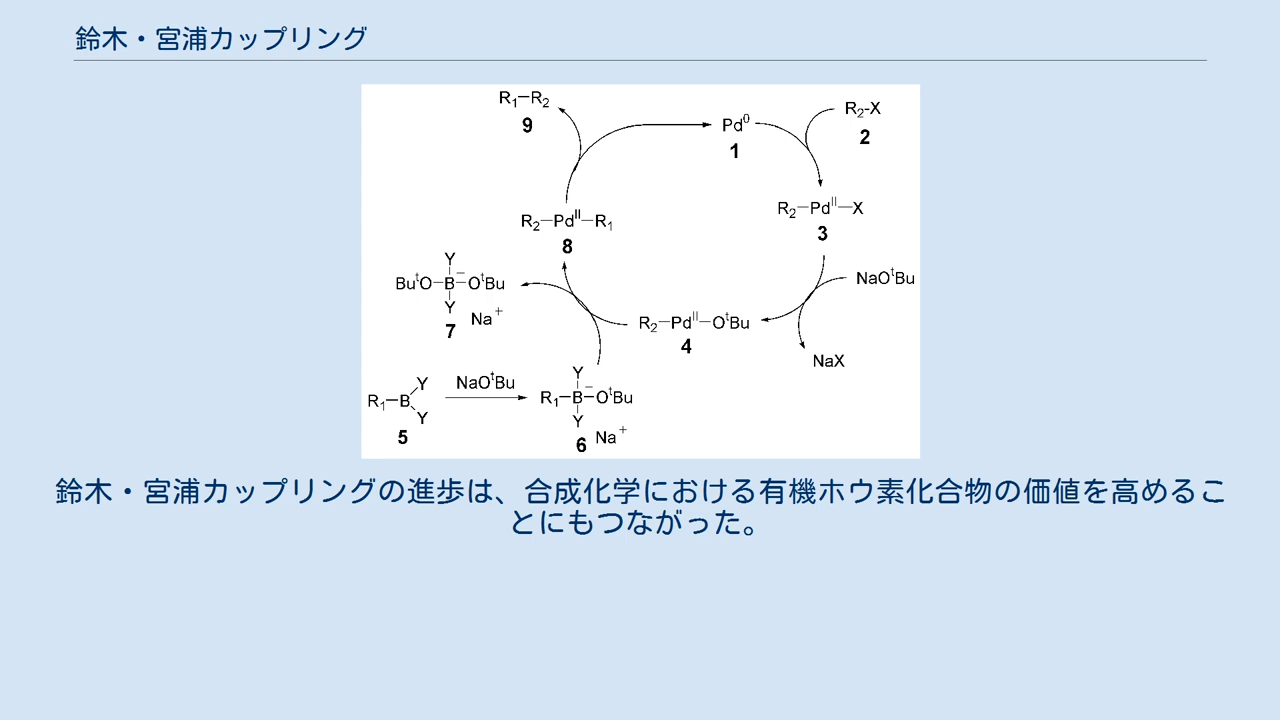 鈴木・宮浦カップリング
R₁–R₂
9
Pd⁰
1
R₂-X
2
R₂–Pdᴵᴵ–X
3
R₂–Pdᴵᴵ–R₁
8
NaOᵗBu
Y
BuᵗO–B⁻–OᵗBu
Y
Na⁺
7
R₂–Pdᴵᴵ–OᵗBu
4
NaX
R₁–B
Y
Y
5
NaOᵗBu
Y
R₁–B⁻–OᵗBu
Y
Na⁺
6
鈴木・宮浦カップリングの進歩は、合成化学における有機ホウ素化合物の価値を高めるこ
とにもつながった。